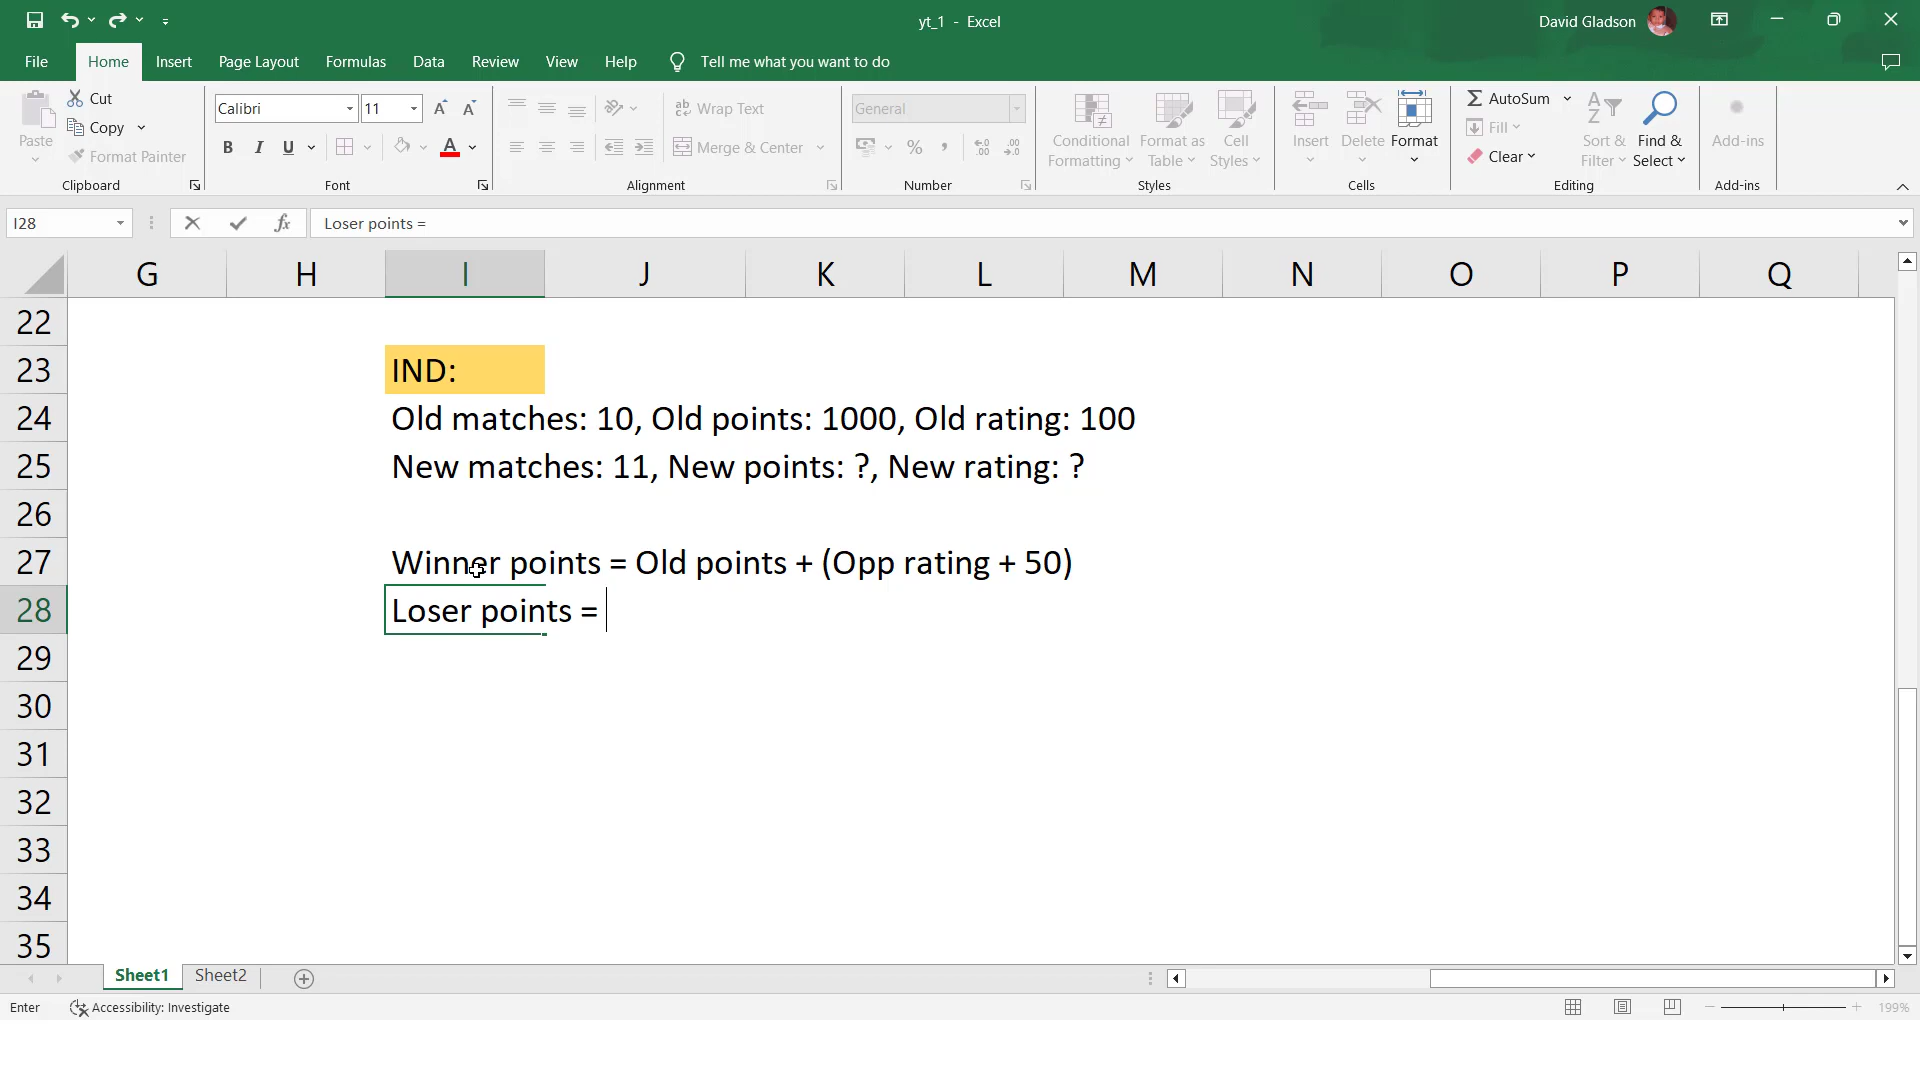 yt_1 - Excel
David Gladson
File Home Insert Page Layout Formulas Data Review View Help Tell me what you want to do
Paste
Cut
Copy
Format Painter
Clipboard
Calibri 11
B I U
Font
Wrap Text
Merge & Center
Alignment
General
Number
Conditional Formatting
Format as Table
Cell Styles
Styles
Insert
Delete
Format
Cells
AutoSum
Fill
Clear
Sort & Filter
Find & Select
Editing
Add-ins
Add-ins
I28 fx Loser points =
G H I J K L M N O P Q
22
23 IND:
24 Old matches: 10, Old points: 1000, Old rating: 100
25 New matches: 11, New points: ?, New rating: ?
26
27 Winner points = Old points + (Opp rating + 50)
28 Loser points =
29
30
31
32
33
34
35
Sheet1 Sheet2
Enter Accessibility: Investigate 199%